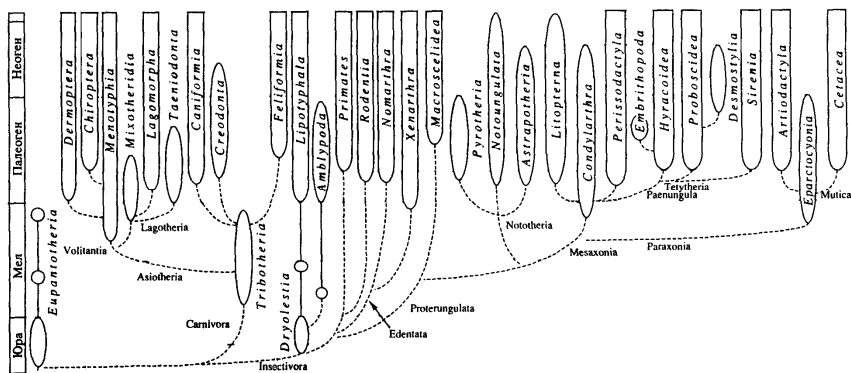 Неоген
Палеоген
Мел
Юра
Eupantotheria
Dermoptera
Chiroptera
Menotyphla
Mixotheridia
Lagomorpha
Taeniodonta
Caniformia
Creodonta
Tribotheria
Feliformia
Dryolestia
Lipotyphala
Amblypoda
Primates
Rodentia
Nomarthra
Xenarthra
Macroscelidea
Pyrotheria
Notoungulata
Astrapotheria
Litopterna
Condylarthra
Perissodactyla
Embrithopoda
Hyracoidea
Proboscidea
Desmostylia
Sirenia
Artiodactyla
Eparctocyonia
Cetacea
Volitantia
Lagotheria
Asiotheria
Carnivora
Insectivora
Edentata
Proterungulata
Nototheria
Mesaxonia
Paraxonia
Tetytheria
Paenungula
Mutica